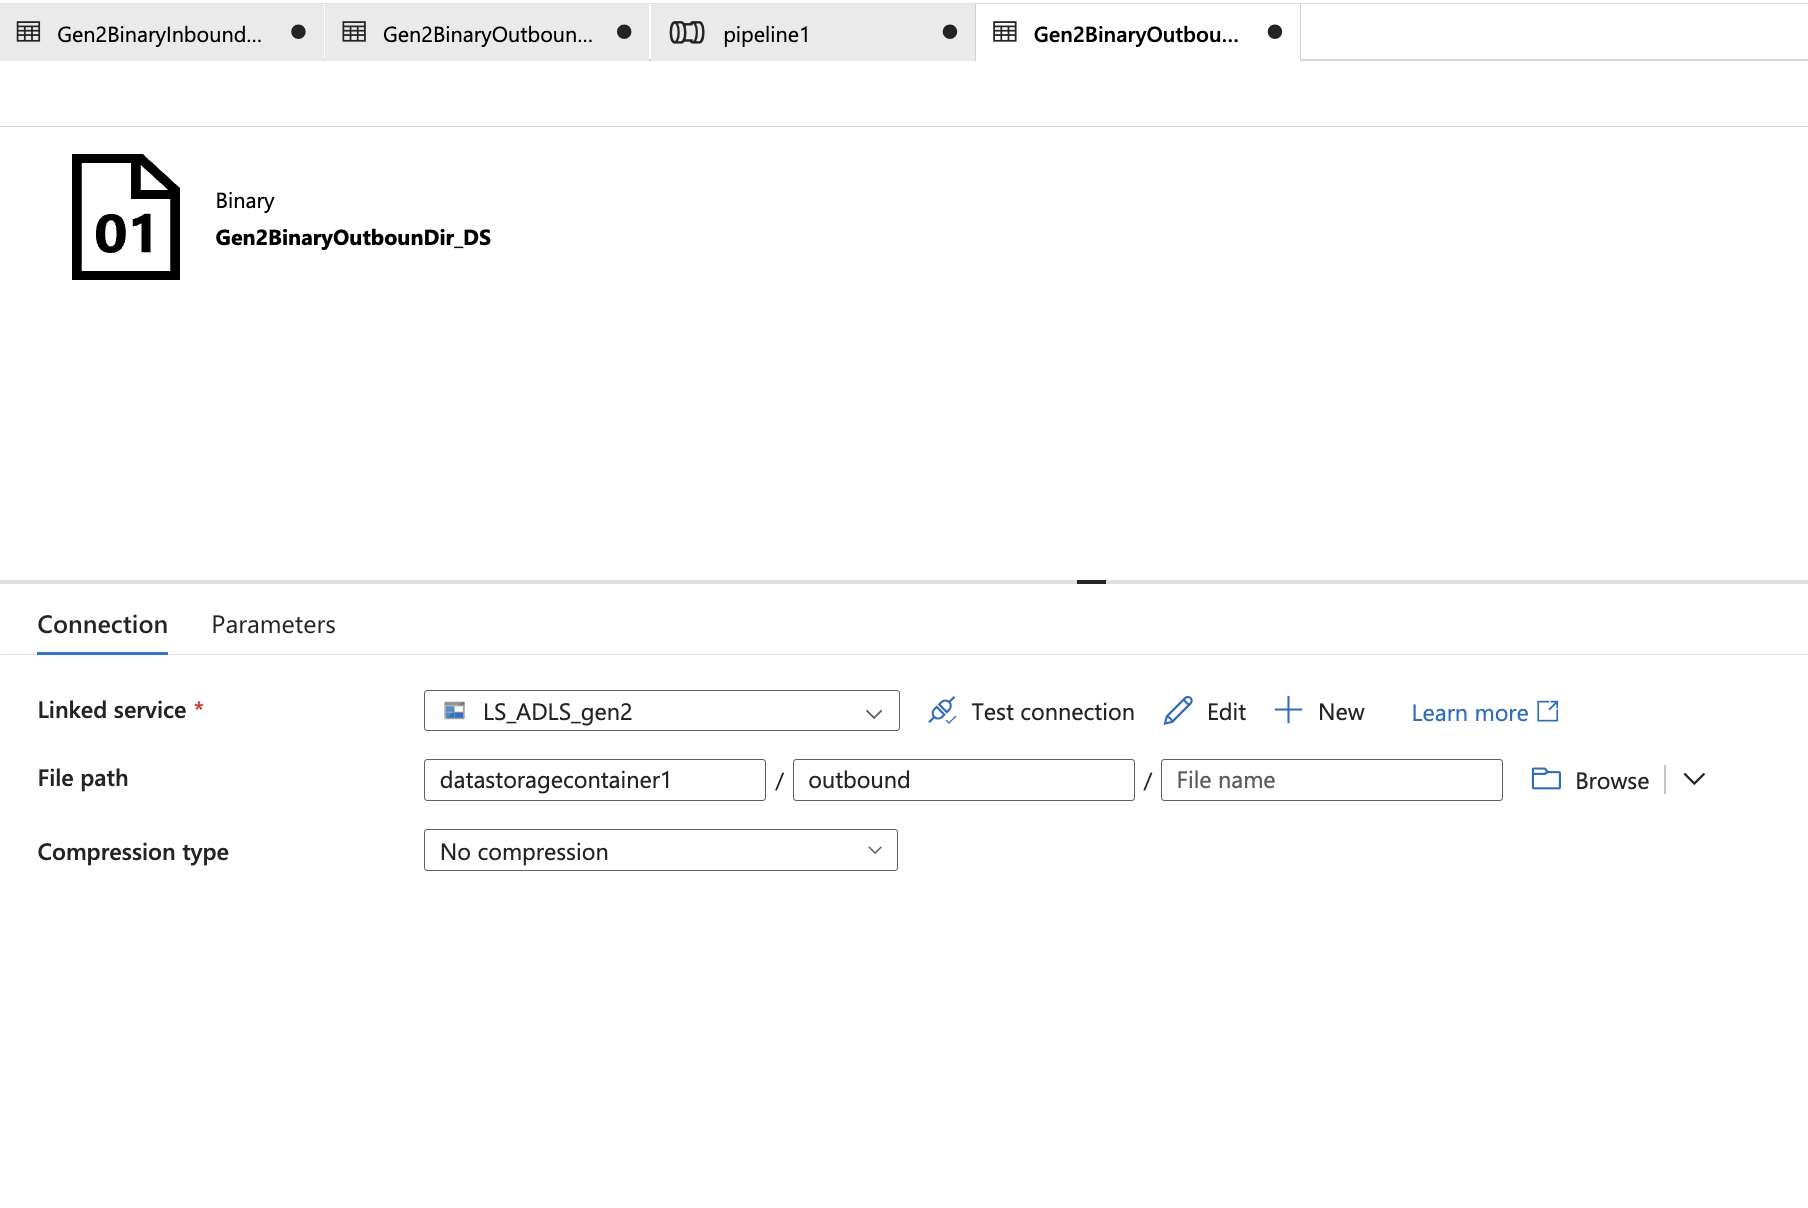 Gen2BinaryInbound...
Gen2BinaryOutboun...
pipeline1
Gen2BinaryOutbou...
01
Binary
Gen2BinaryOutbounDir_DS
Connection
Parameters
Linked service *
LS_ADLS_gen2
Test connection
Edit
New
Learn more
File path
datastoragecontainer1
/
outbound
/
File name
Browse
Compression type
No compression